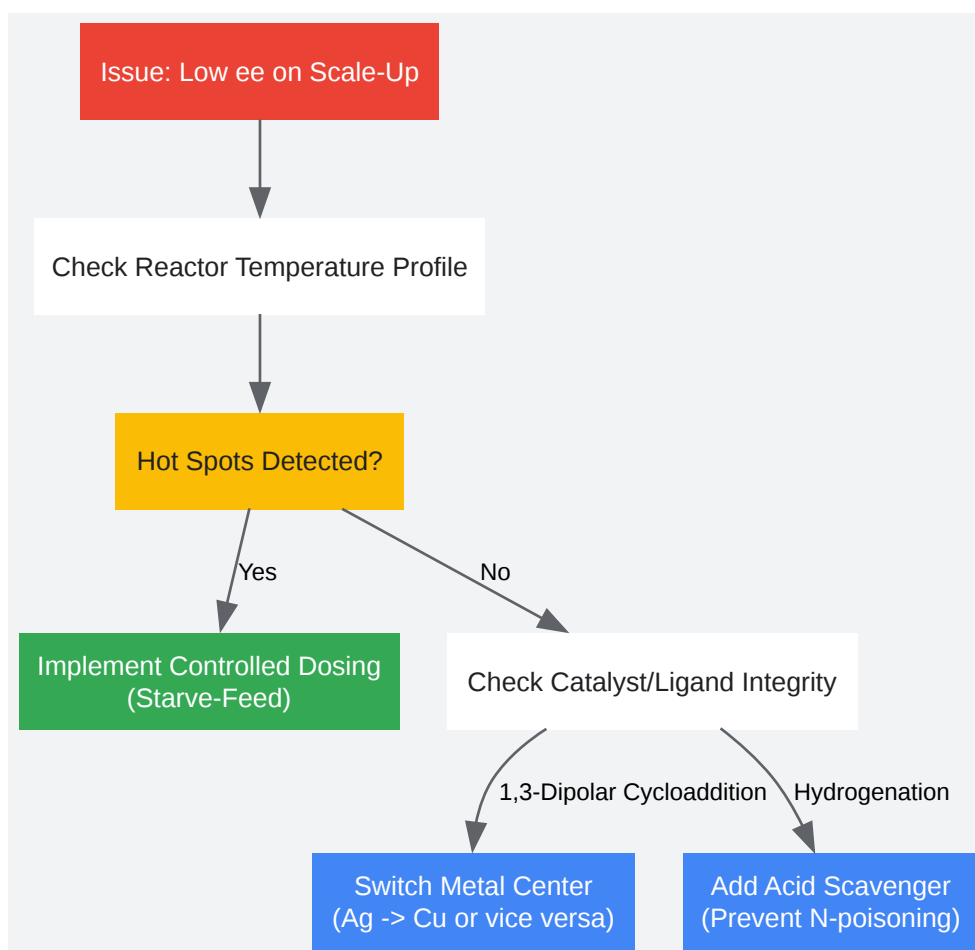 Issue: Low ee on Scale-Up
Check Reactor Temperature Profile
Hot Spots Detected?
Yes
No
Implement Controlled Dosing
(Starve-Feed)
Check Catalyst/Ligand Integrity
1,3-Dipolar Cycloaddition
Hydrogenation
Switch Metal Center
(Ag -> Cu or vice versa)
Add Acid Scavenger
(Prevent N-poisoning)